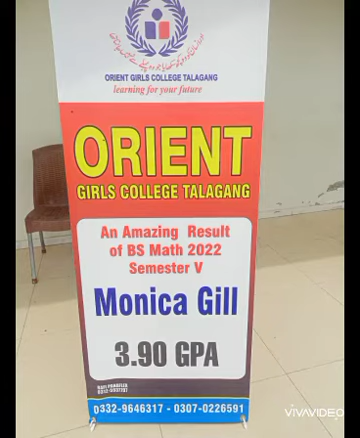 ORIENT GIRLS COLLEGE TALAGANG
learning for your future
ORIENT
GIRLS COLLEGE TALAGANG
An Amazing Result
of BS Math 2022
Semester V
Monica Gill
3.90 GPA
0332-9646317 - 0307-0226591
VIVAVIDEO